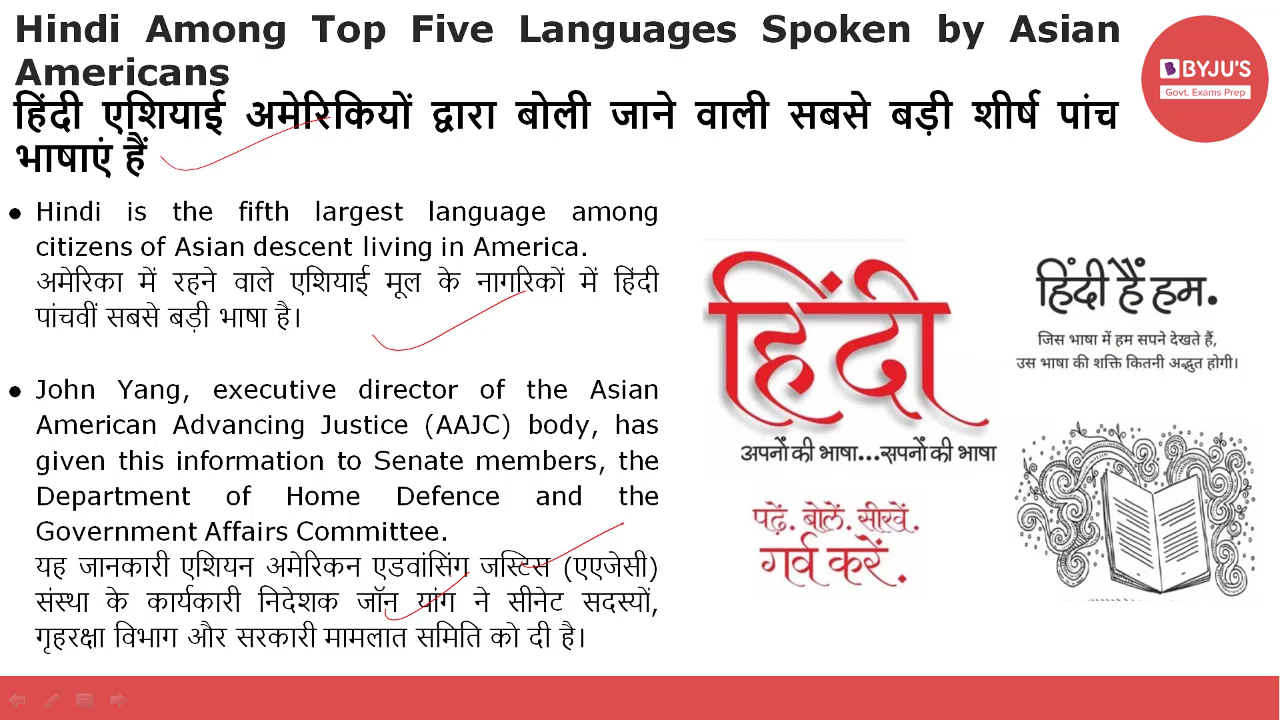 Hindi Among Top Five Languages Spoken by Asian
Americans
हिंदी एशियाई अमेरिकियों द्वारा बोली जाने वाली सबसे बड़ी शीर्ष पांच
भाषाएं हैं
BYJU'S
Govt. Exams Prep
● Hindi is the fifth largest language among
citizens of Asian descent living in America.
अमेरिका में रहने वाले एशियाई मूल के नागरिकों में हिंदी
पांचवीं सबसे बड़ी भाषा है।
● John Yang, executive director of the Asian
American Advancing Justice (AAJC) body, has
given this information to Senate members, the
Department of Home Defence and the
Government Affairs Committee.
यह जानकारी एशियन अमेरिकन एडवांसिंग जस्टिस (एएजेसी)
संस्था के कार्यकारी निदेशक जॉन यांग ने सीनेट सदस्यों,
गृहरक्षा विभाग और सरकारी मामलात समिति को दी है।
हिंदी
अपनों की भाषा...सपनों की भाषा
पढ़ें. बोलें. सीखें.
गर्व करें.
हिंदी हैं हम.
जिस भाषा में हम सपने देखते हैं,
उस भाषा की शक्ति कितनी अद्भुत होगी।